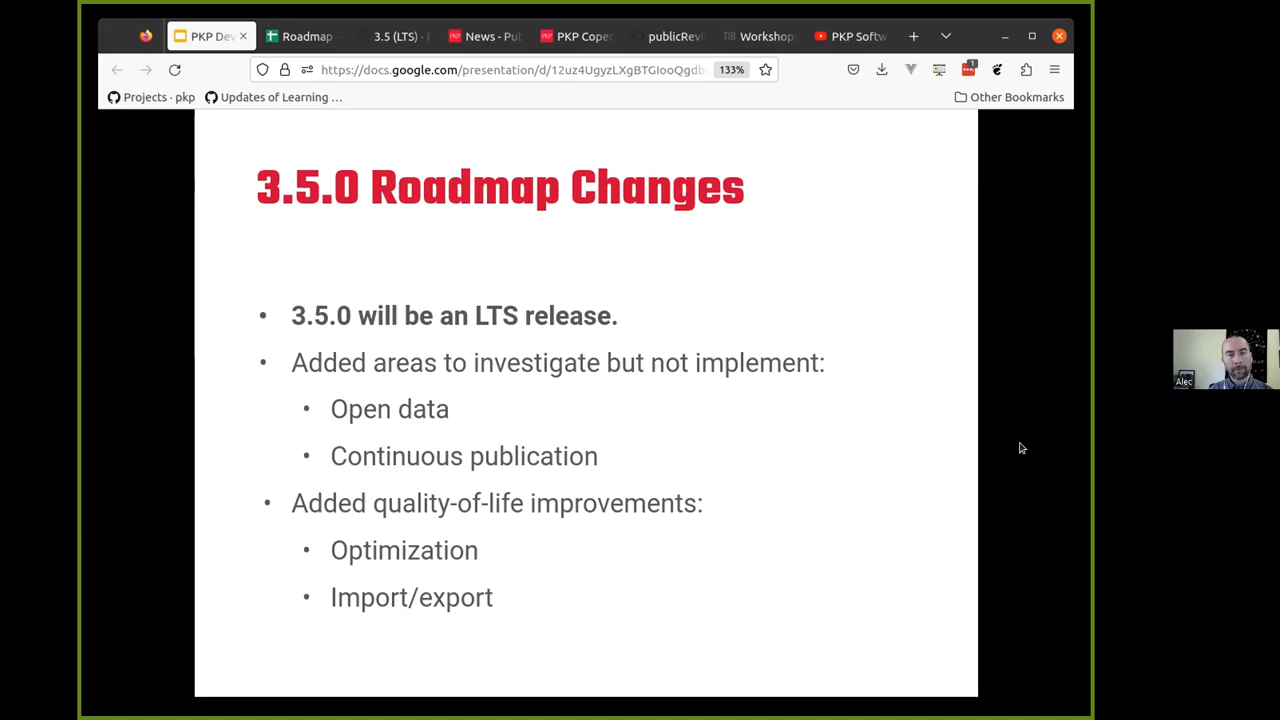 PKP Dev
Roadmap
3.5 (LTS) ·
News - Pub
PKP Coper
publicRevi
Workshop
PKP Softw
https://docs.google.com/presentation/d/12uz4UgyzLXgBTGIooQgdb
133%
1
Projects · pkp
Updates of Learning …
Other Bookmarks
3.5.0 Roadmap Changes
• 3.5.0 will be an LTS release.
• Added areas to investigate but not implement:
• Open data
• Continuous publication
• Added quality-of-life improvements:
• Optimization
• Import/export
Alec